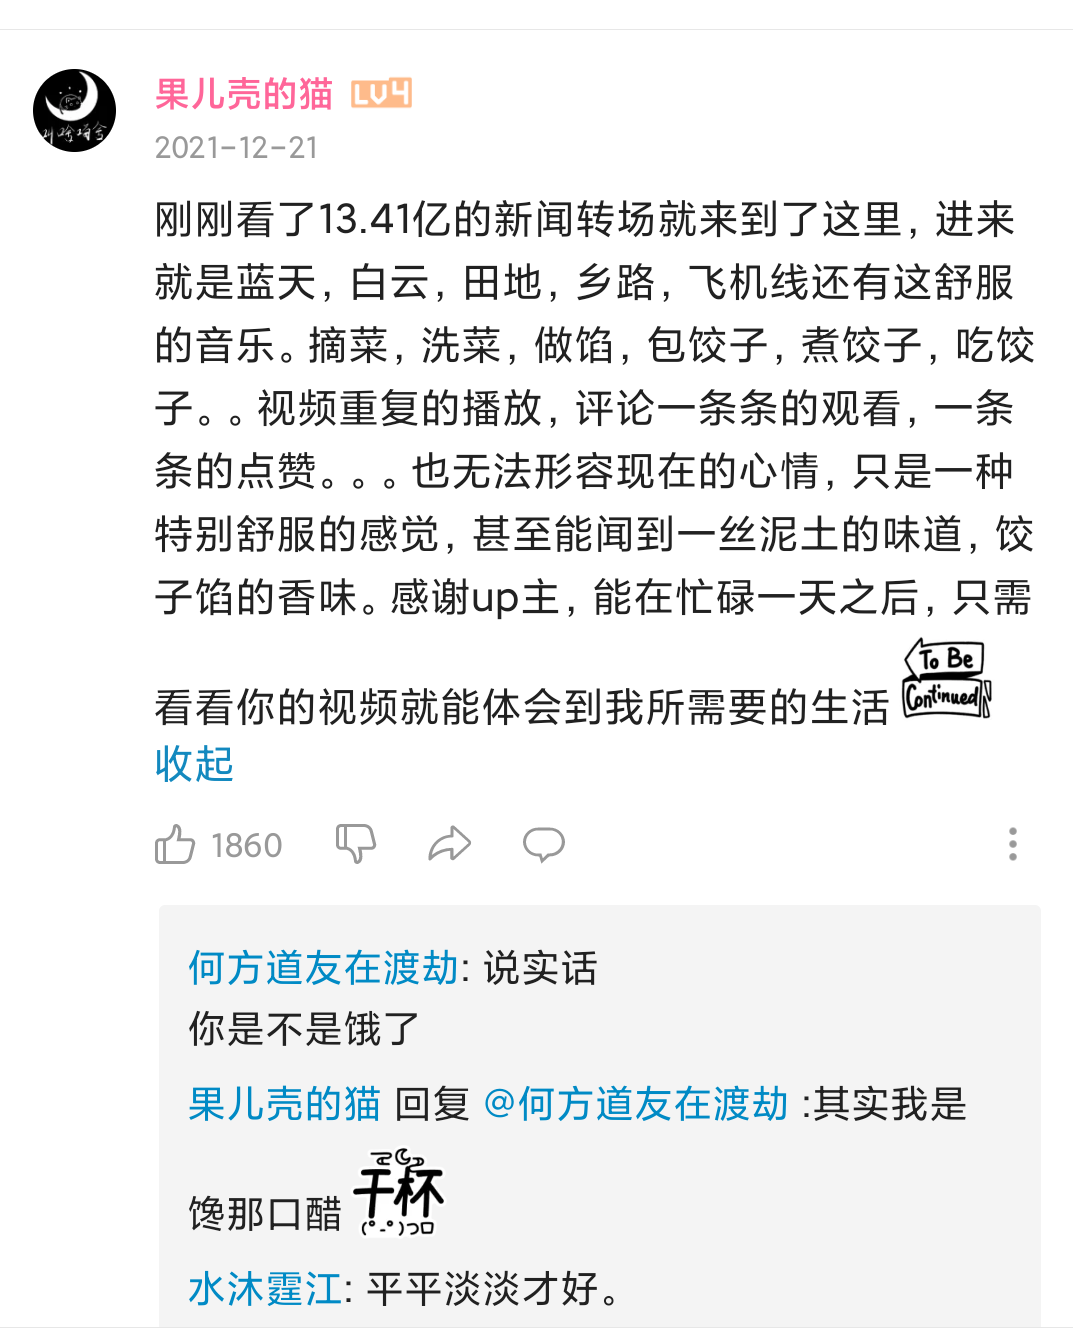 果儿壳的猫 LV4
2021-12-21
刚刚看了13.41亿的新闻转场就来到了这里, 进来
就是蓝天, 白云, 田地, 乡路, 飞机线还有这舒服
的音乐。摘菜, 洗菜, 做馅, 包饺子, 煮饺子, 吃饺
子。。视频重复的播放, 评论一条条的观看, 一条
条的点赞。。。也无法形容现在的心情, 只是一种
特别舒服的感觉, 甚至能闻到一丝泥土的味道, 饺
子馅的香味。感谢up主, 能在忙碌一天之后, 只需
To Be
看看你的视频就能体会到我所需要的生活 Continued
收起
1860
何方道友在渡劫: 说实话
你是不是饿了
果儿壳的猫 回复 @何方道友在渡劫 :其实我是
馋那口醋 干杯 (°-°)つロ
水沐霆江: 平平淡淡才好。